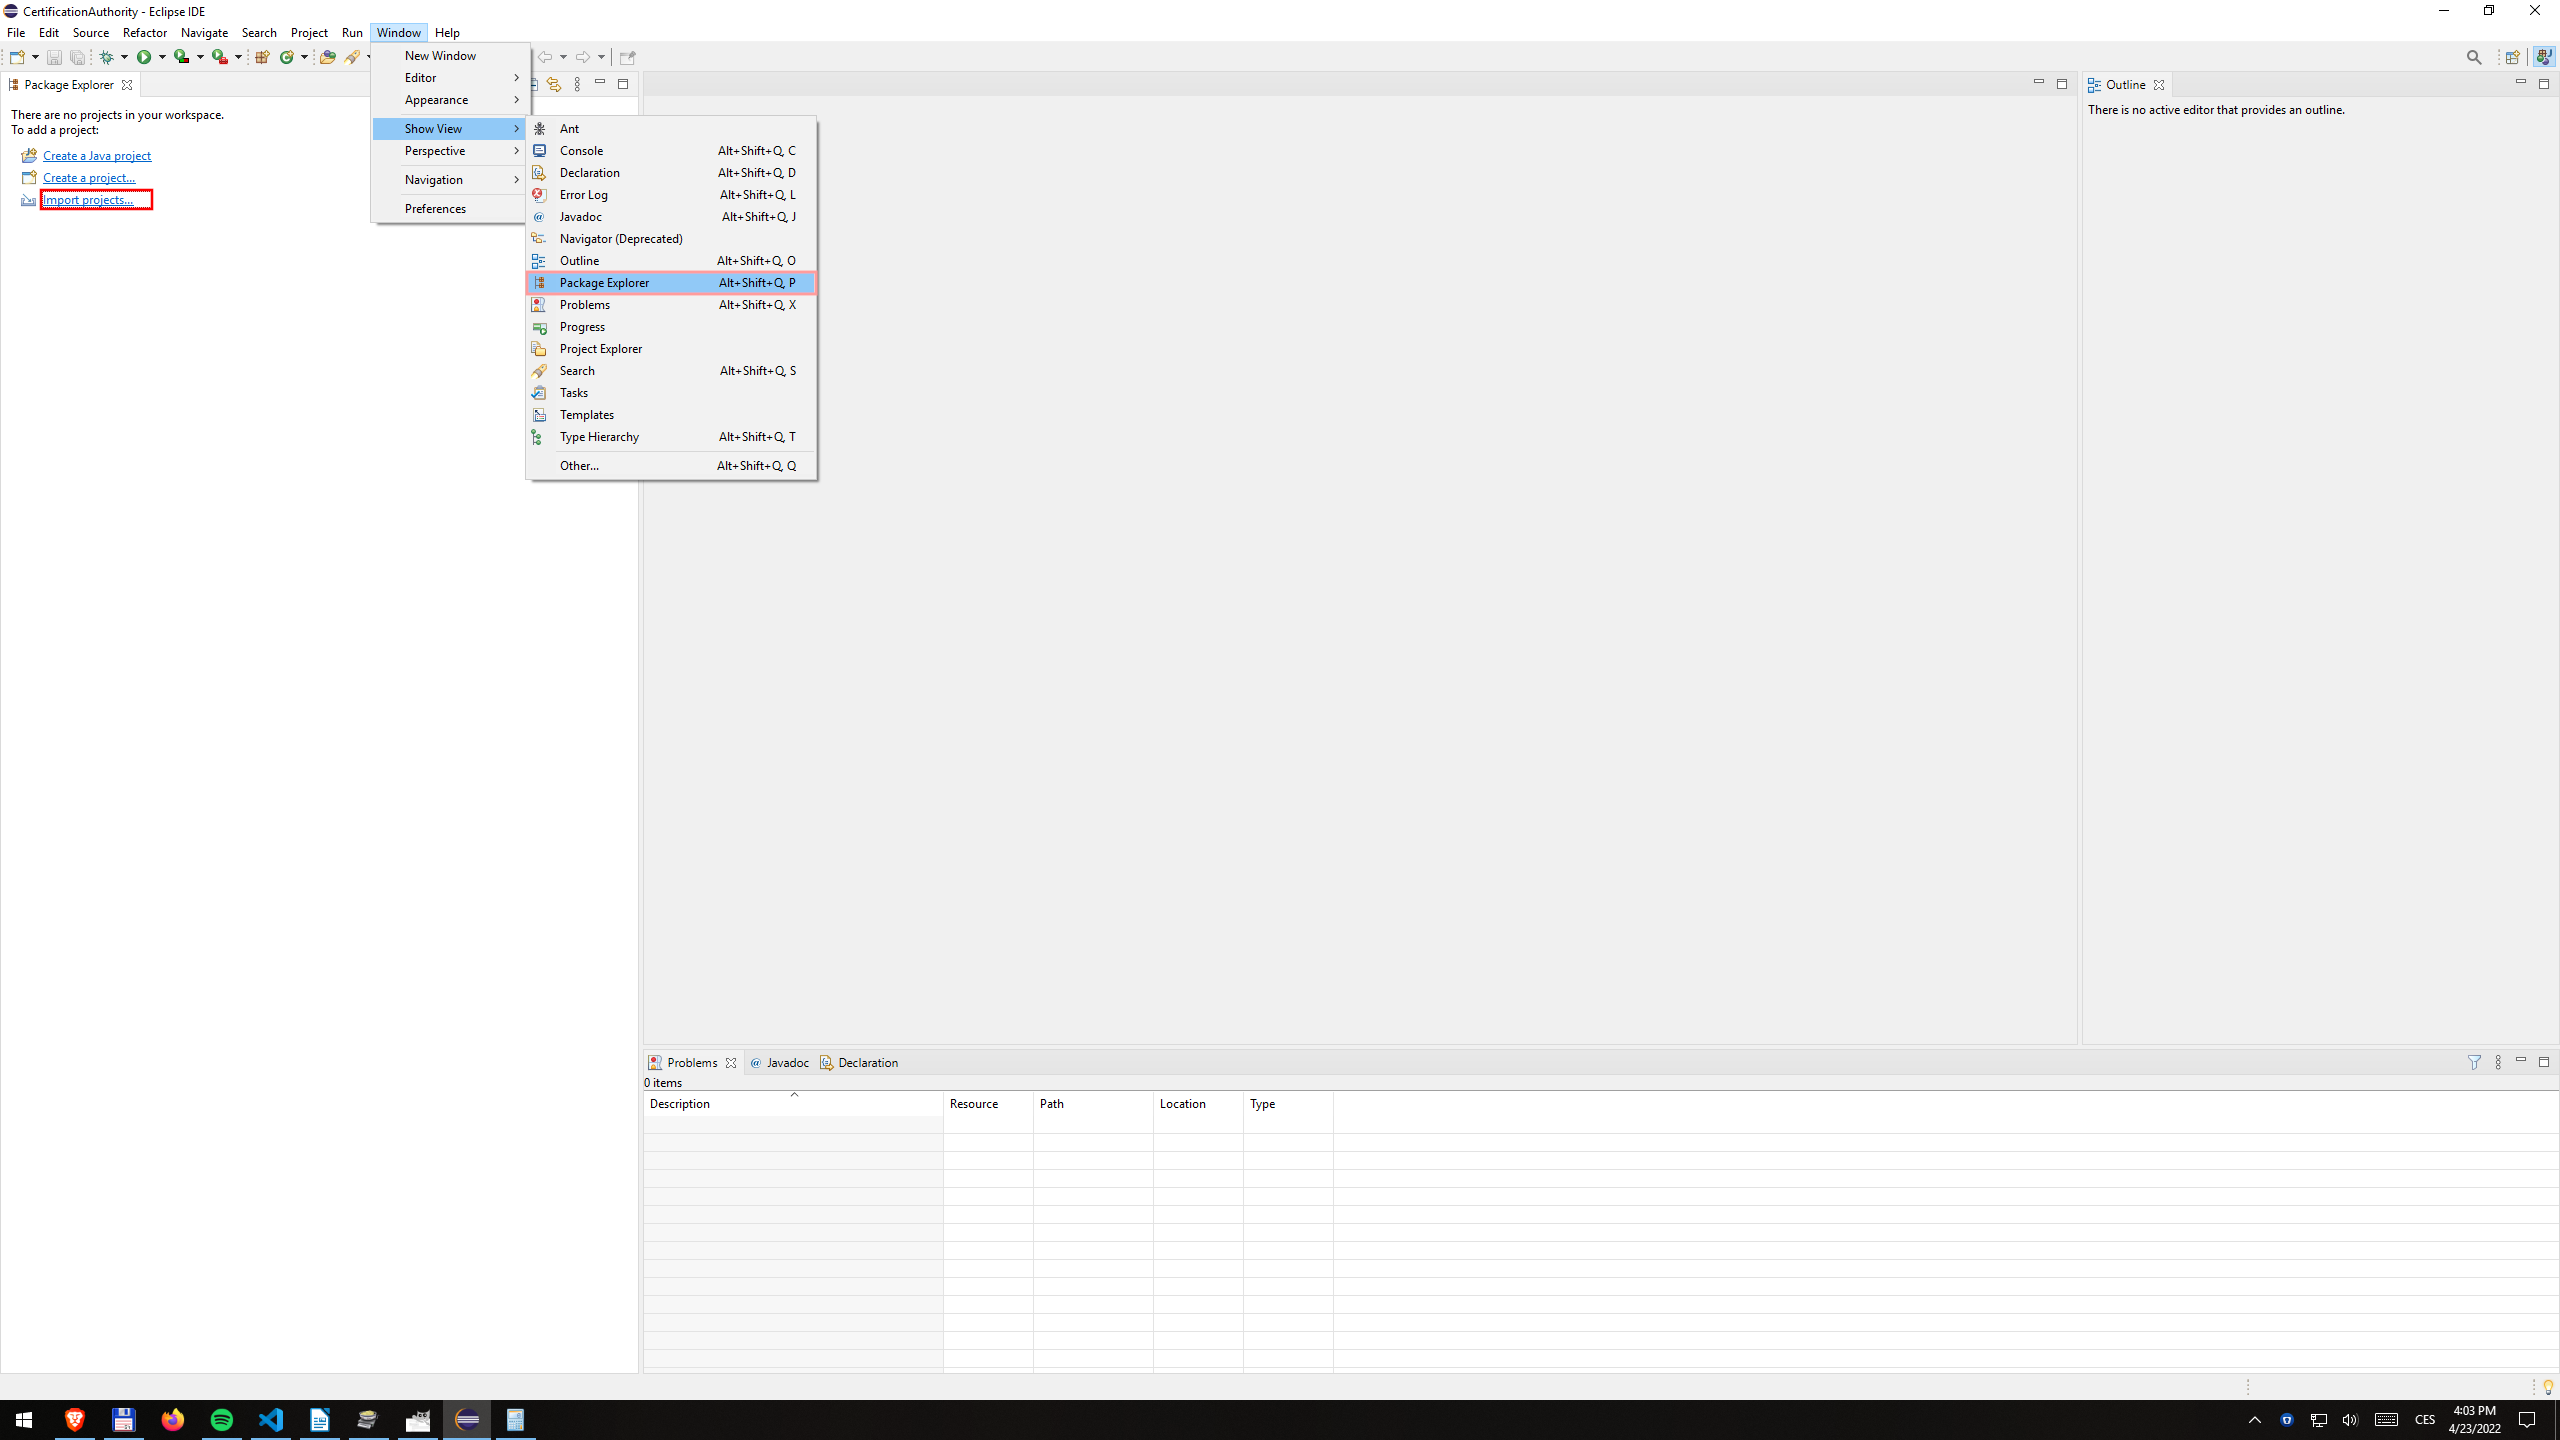 CertificationAuthority - Eclipse IDE
File Edit Source Refactor Navigate Search Project Run Window Help
Package Explorer
There are no projects in your workspace.
To add a project:
Create a Java project
Create a project...
Import projects...
New Window
Editor
Appearance
Show View
Perspective
Navigation
Preferences
Ant
Console Alt+Shift+Q, C
Declaration Alt+Shift+Q, D
Error Log Alt+Shift+Q, L
Javadoc Alt+Shift+Q, J
Navigator (Deprecated)
Outline Alt+Shift+Q, O
Package Explorer Alt+Shift+Q, P
Problems Alt+Shift+Q, X
Progress
Project Explorer
Search Alt+Shift+Q, S
Tasks
Templates
Type Hierarchy Alt+Shift+Q, T
Other... Alt+Shift+Q, Q
Outline
There is no active editor that provides an outline.
Problems Javadoc Declaration
0 items
Description Resource Path Location Type
CES
4:03 PM
4/23/2022